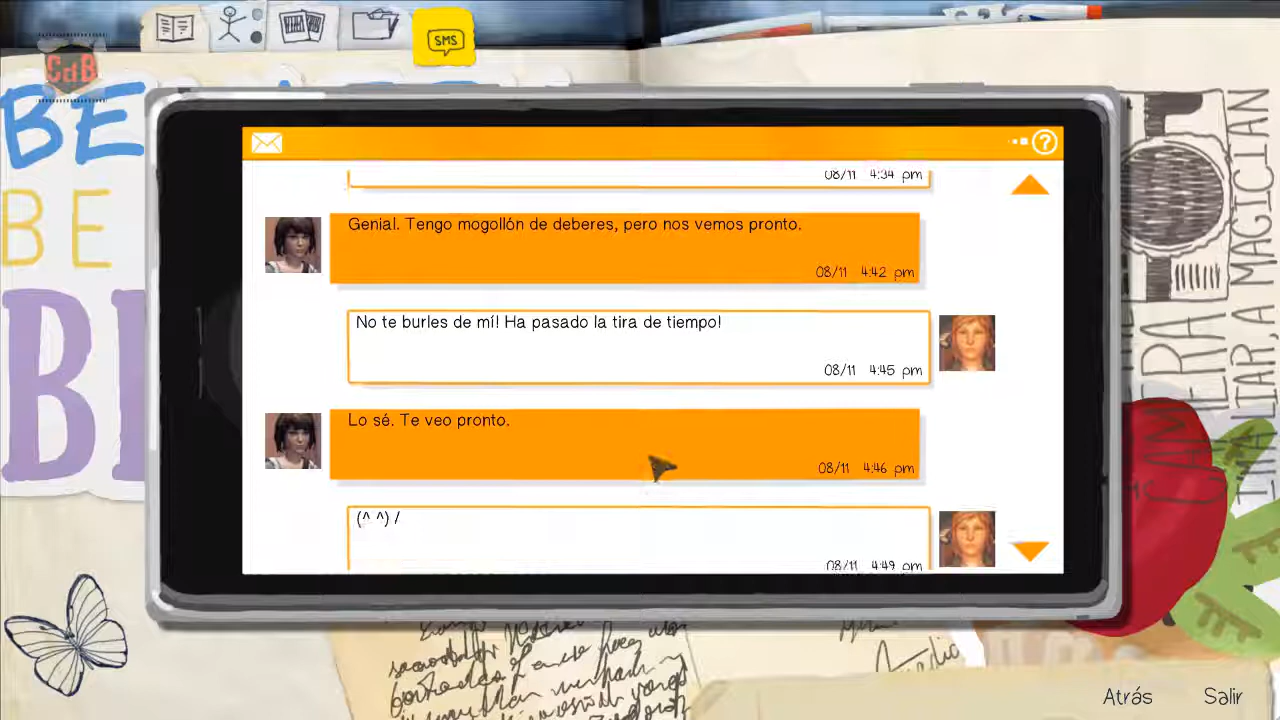 SMS
CdB
BE
BE
08/11 4:34 pm
Genial. Tengo mogollón de deberes, pero nos vemos pronto.
08/11 4:42 pm
No te burles de mí! Ha pasado la tira de tiempo!
08/11 4:45 pm
Lo sé. Te veo pronto.
08/11 4:46 pm
(^ ^) /
08/11 4:49 pm
Atrás Salir